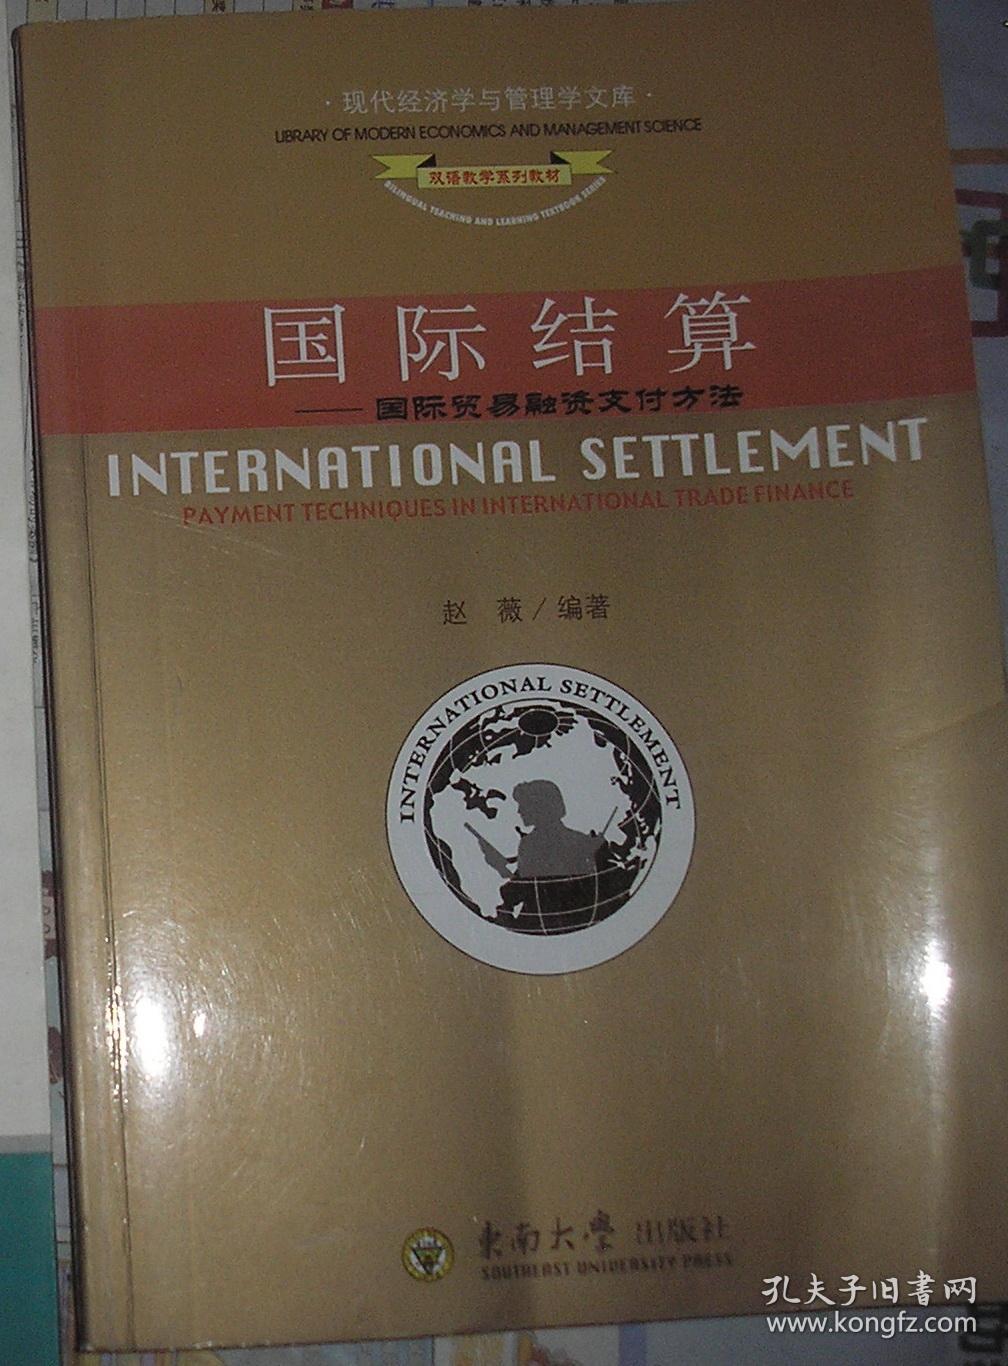 ·现代经济学与管理学文库·
LIBRARY OF MODERN ECONOMICS AND MANAGEMENT SCIENCE
双语教学系列教材
BILINGUAL TEACHING AND LEARNING TEXTBOOK SERIES
国际结算
——国际贸易融资支付方法
INTERNATIONAL SETTLEMENT
PAYMENT TECHNIQUES IN INTERNATIONAL TRADE FINANCE
赵 薇/编著
INTERNATIONAL SETTLEMENT
东南大学出版社
SOUTHEAST UNIVERSITY PRESS
孔夫子旧書网
www.kongfz.com